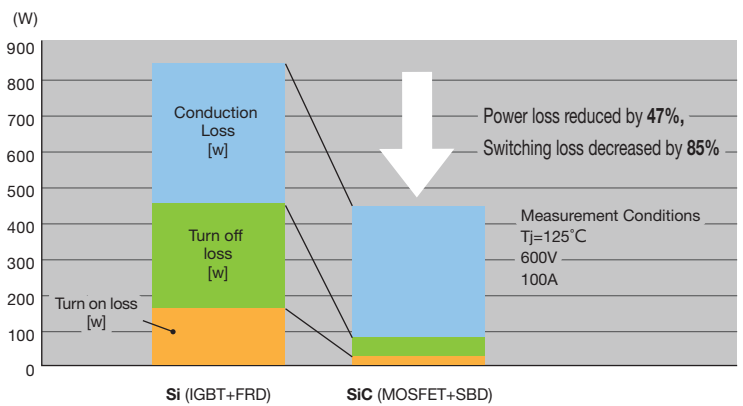 (W)
900
800
700
600
500
400
300
200
100
0
Conduction
Loss
[w]
Turn off
loss
[w]
Turn on loss
[w]
Power loss reduced by 47%,
Switching loss decreased by 85%
Measurement Conditions
Tj=125℃
600V
100A
Si (IGBT+FRD)
SiC (MOSFET+SBD)